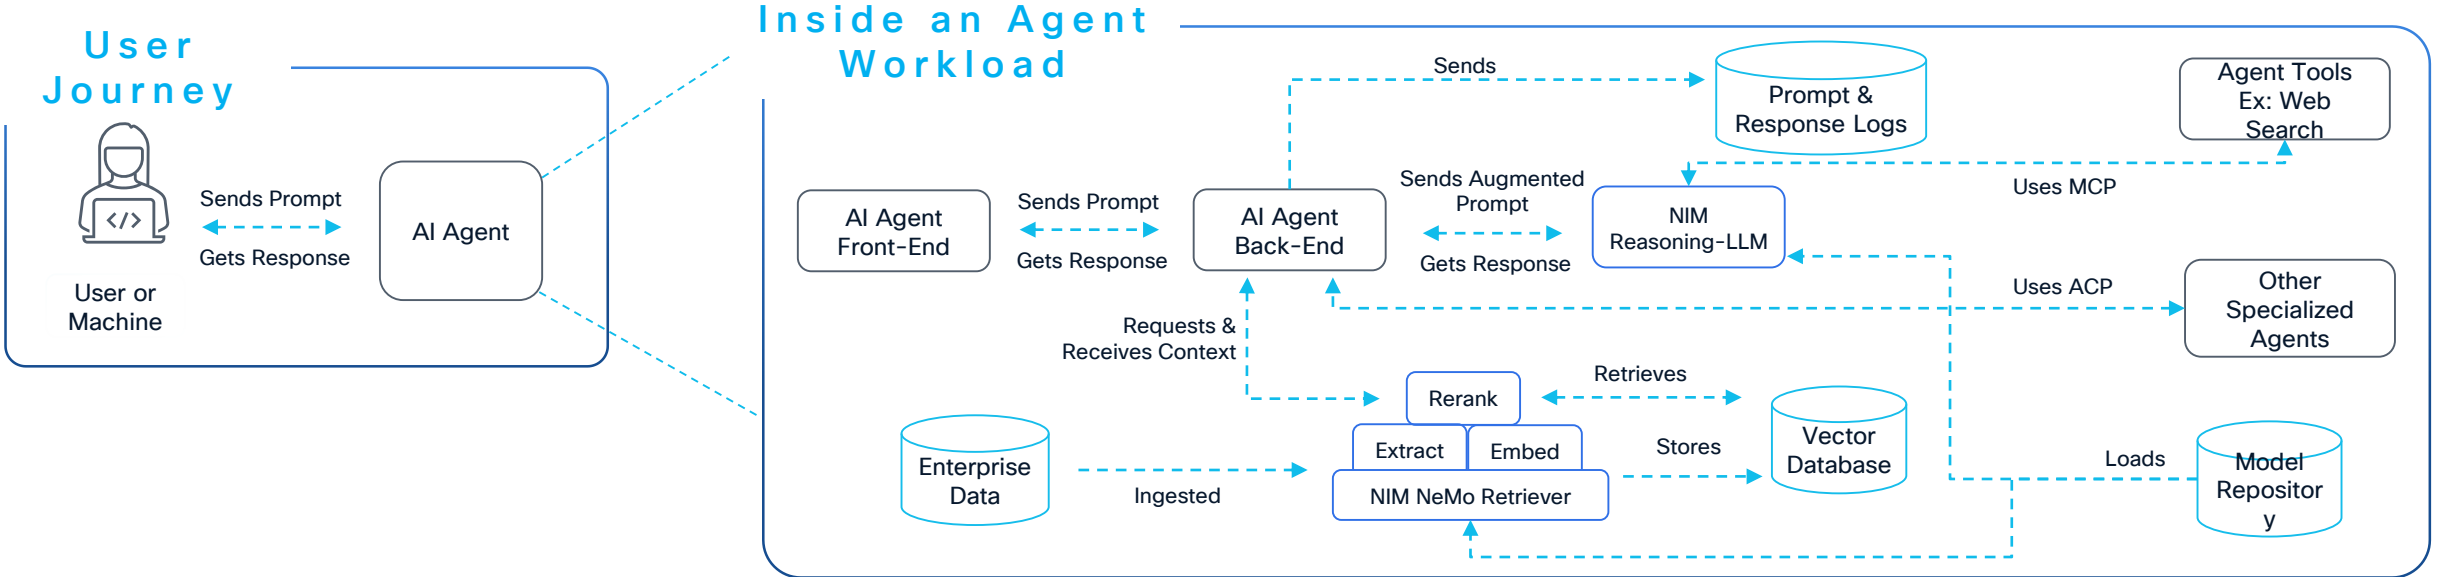 User
Journey
</>
Sends Prompt
Gets Response
User or
Machine
AI Agent
Inside an Agent
Workload
AI Agent
Front-End
Sends Prompt
Gets Response
AI Agent
Back-End
Sends
Prompt &
Response Logs
Sends Augmented
Prompt
Gets Response
NIM
Reasoning-LLM
Agent Tools
Ex: Web
Search
Uses MCP
Uses ACP
Other
Specialized
Agents
Requests &
Receives Context
Enterprise
Data
Ingested
Rerank
Extract
Embed
NIM NeMo Retriever
Retrieves
Stores
Vector
Database
Loads
Model
Repositor
y